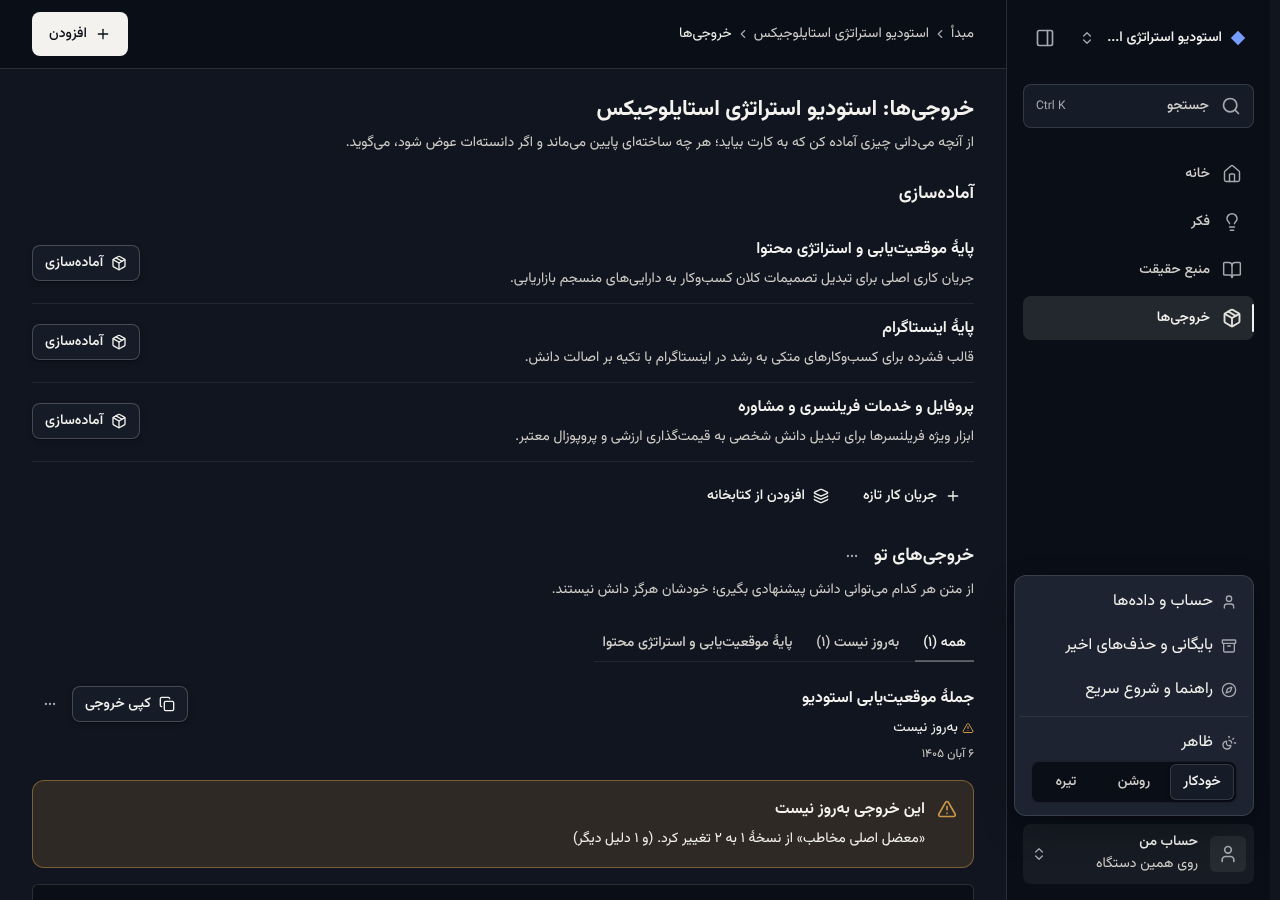 استودیو استراتژی ا...
جستجو
Ctrl K
خانه
فکر
منبع حقیقت
خروجی‌ها
حساب و داده‌ها
بایگانی و حذف‌های اخیر
راهنما و شروع سریع
ظاهر
خودکار روشن تیره
حساب من
روی همین دستگاه
مبدأ › استودیو استراتژی استایلوجیکس › خروجی‌ها
افزودن
خروجی‌ها: استودیو استراتژی استایلوجیکس
از آنچه می‌دانی چیزی آماده کن که به کارت بیاید؛ هر چه ساخته‌ای پایین می‌ماند و اگر دانسته‌ات عوض شود، می‌گوید.
آماده‌سازی
پایهٔ موقعیت‌یابی و استراتژی محتوا
جریان کاری اصلی برای تبدیل تصمیمات کلان کسب‌وکار به دارایی‌های منسجم بازاریابی.
آماده‌سازی
پایهٔ اینستاگرام
قالب فشرده برای کسب‌وکارهای متکی به رشد در اینستاگرام با تکیه بر اصالت دانش.
آماده‌سازی
پروفایل و خدمات فریلنسری و مشاوره
ابزار ویژه فریلنسرها برای تبدیل دانش شخصی به قیمت‌گذاری ارزشی و پروپوزال معتبر.
آماده‌سازی
جریان کار تازه
افزودن از کتابخانه
خروجی‌های تو ...
از متن هر کدام می‌توانی دانش پیشنهادی بگیری؛ خودشان هرگز دانش نیستند.
همه (۱) به‌روز نیست (۱) پایهٔ موقعیت‌یابی و استراتژی محتوا
جملهٔ موقعیت‌یابی استودیو
به‌روز نیست
۶ آبان ۱۴۰۵
کپی خروجی ...
این خروجی به‌روز نیست
«معضل اصلی مخاطب» از نسخهٔ ۱ به ۲ تغییر کرد. (و ۱ دلیل دیگر)